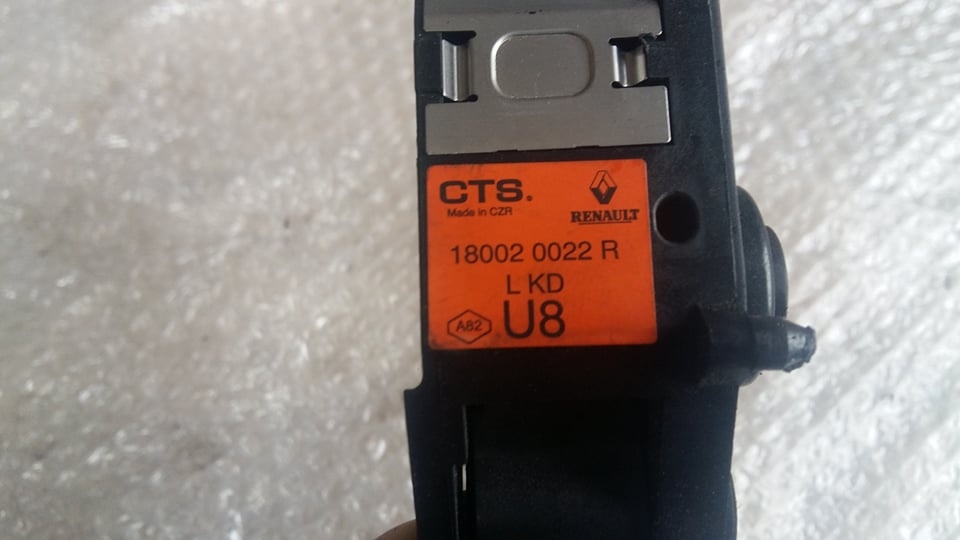 CTS.
Made in CZR
RENAULT
18002 0022 R
L KD
A82 U8